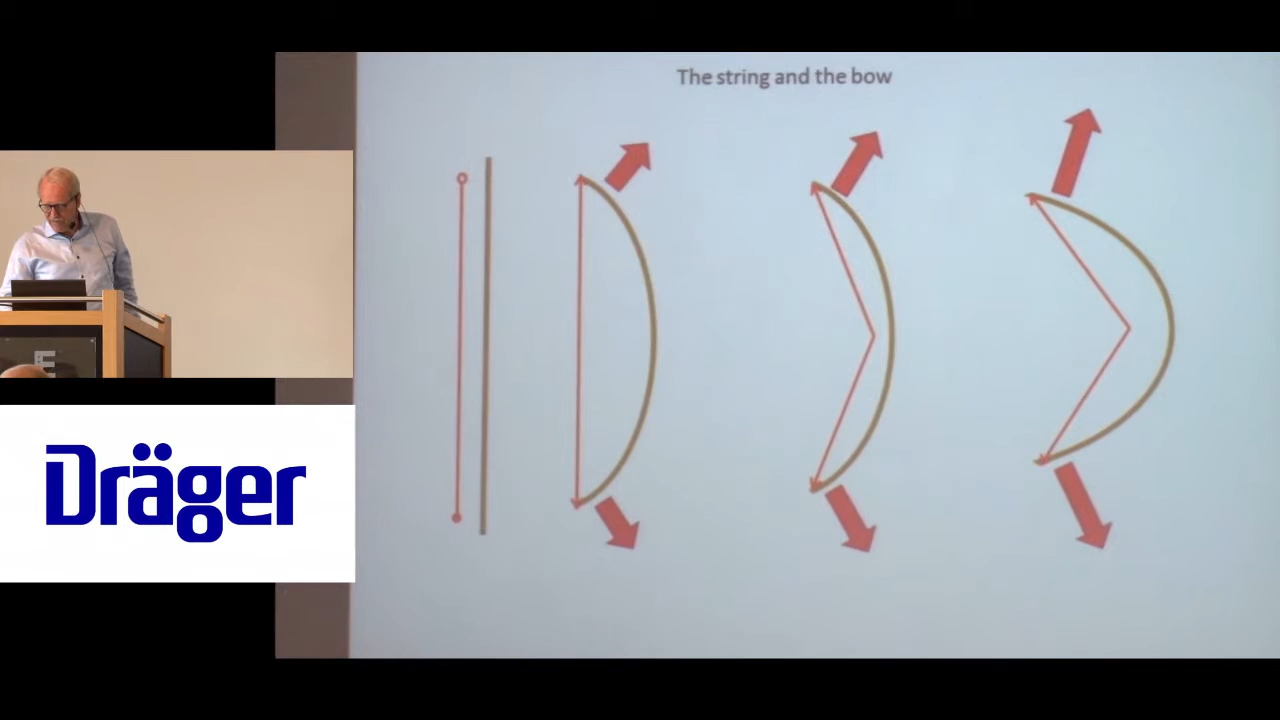 The string and the bow
Dräger